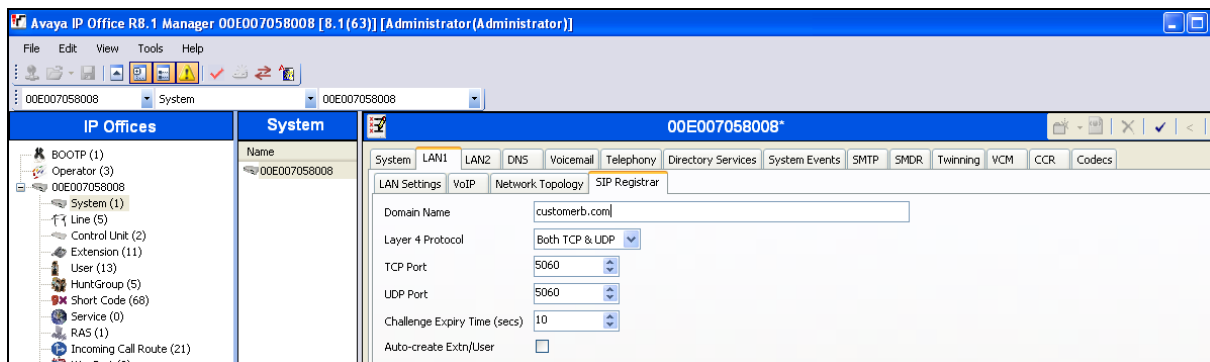 Avaya IP Office R8.1 Manager 00E007058008 [8.1(63)] [Administrator(Administrator)]
File Edit View Tools Help
00E007058008 System 00E007058008
IP Offices
BOOTP (1)
Operator (3)
00E007058008
System (1)
Line (5)
Control Unit (2)
Extension (11)
User (13)
HuntGroup (5)
Short Code (68)
Service (0)
RAS (1)
Incoming Call Route (21)
System
Name
00E007058008
00E007058008*
System LAN1 LAN2 DNS Voicemail Telephony Directory Services System Events SMTP SMDR Twinning VCM CCR Codecs
LAN Settings VoIP Network Topology SIP Registrar
Domain Name customerb.com
Layer 4 Protocol Both TCP & UDP
TCP Port 5060
UDP Port 5060
Challenge Expiry Time (secs) 10
Auto-create Extn/User